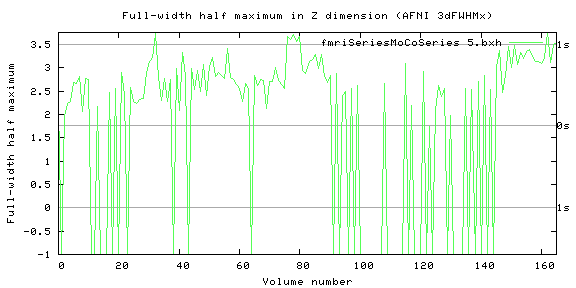 Full-width half maximum in Z dimension (AFNI 3dFWHMx)
fmriSeriesMoCoSeries_5.bxh
Full-width half maximum
3.5
3
2.5
2
1.5
1
0.5
0
-0.5
-1
1s
0s
1s
0 20 40 60 80 100 120 140 160
Volume number